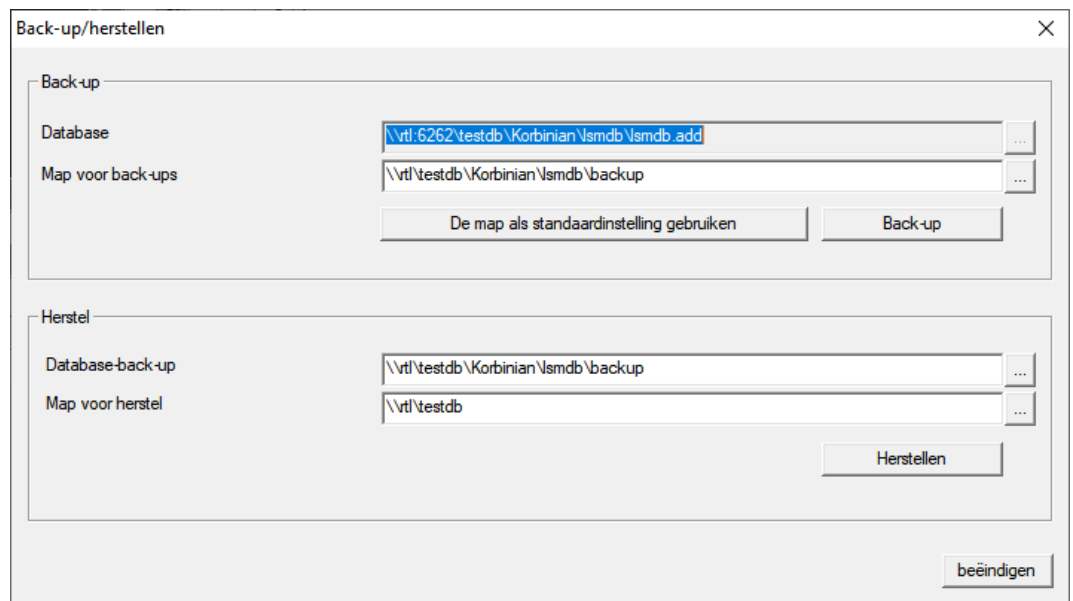 Back-up/herstellen
Back-up
Database
\\rtl:6262\testdb\Korbinian\lsmdb\lsmdb.add
...
Map voor back-ups
\\rtl\testdb\Korbinian\lsmdb\backup
...
De map als standaardinstelling gebruiken
Back-up
Herstel
Database-back-up
\\rtl\testdb\Korbinian\lsmdb\backup
...
Map voor herstel
\\rtl\testdb
...
Herstellen
beëindigen